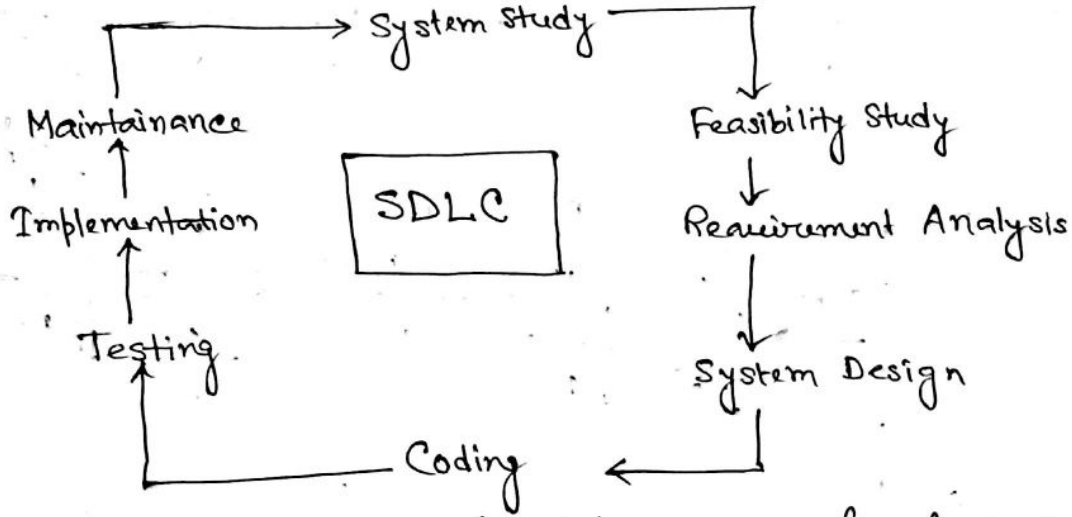 System Study
Maintainance
Feasibility Study
SDLC
Implementation
Reauirement Analysis
Testing.
System Design
Coding